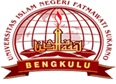 UNIVERSITAS ISLAM NEGERI FATMAWATI SUKARNO
BENGKULU